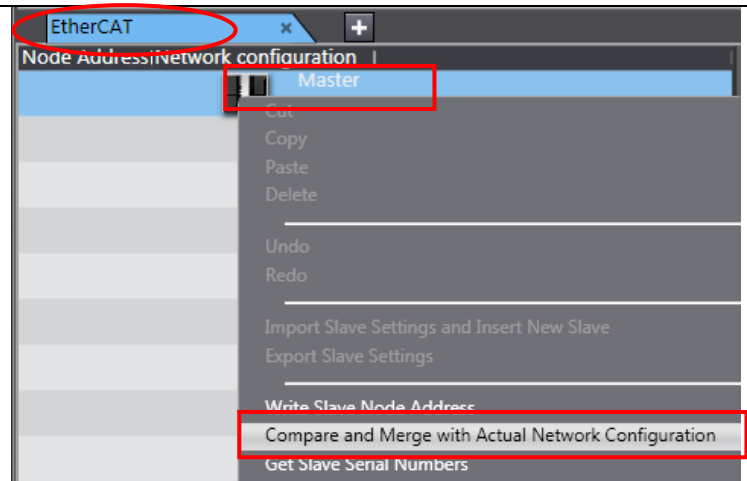 EtherCAT × +
Node Address|Network configuration |
Master
Cut
Copy
Paste
Delete
Undo
Redo
Import Slave Settings and Insert New Slave
Export Slave Settings
Write Slave Node Address
Compare and Merge with Actual Network Configuration
Get Slave Serial Numbers